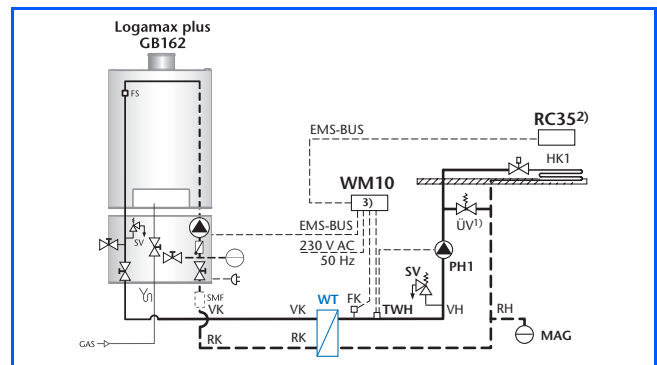 Logamax plus
GB162
FS
EMS-BUS
RC35²⁾
HK1
WM10
3)
EMS-BUS
230 V AC
50 Hz
ÜV¹⁾
SV
PH1
SV
SMF
VK
VK
WT
FK
TWH
VH
RH
RK
RK
MAG
GAS